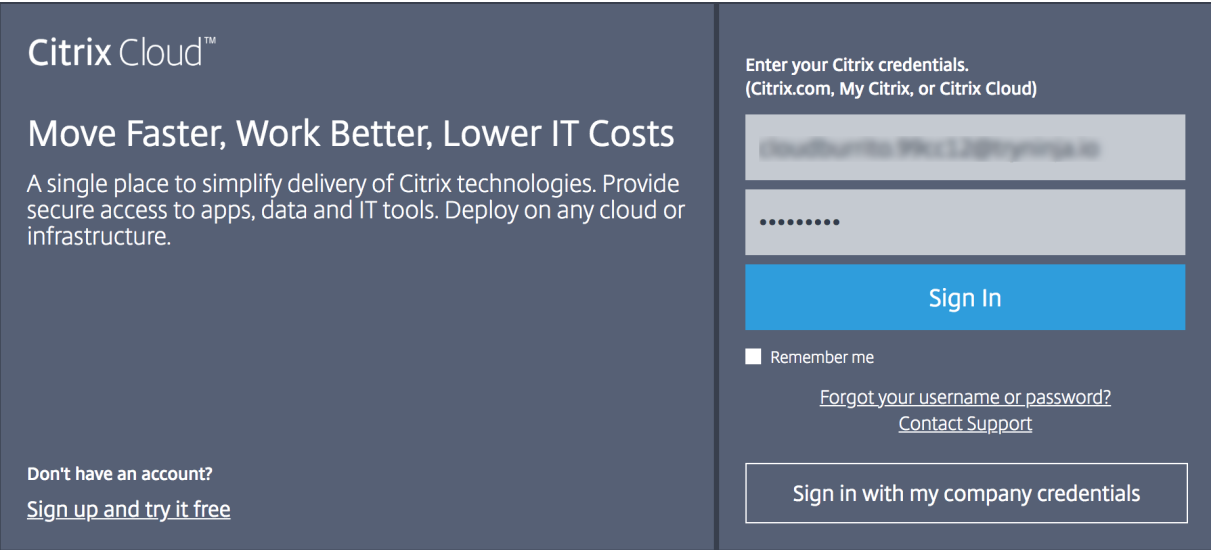 Citrix Cloud™
Move Faster, Work Better, Lower IT Costs
A single place to simplify delivery of Citrix technologies. Provide
secure access to apps, data and IT tools. Deploy on any cloud or
infrastructure.
Don't have an account?
Sign up and try it free
Enter your Citrix credentials.
(Citrix.com, My Citrix, or Citrix Cloud)
•••••••••
Sign In
Remember me
Forgot your username or password?
Contact Support
Sign in with my company credentials